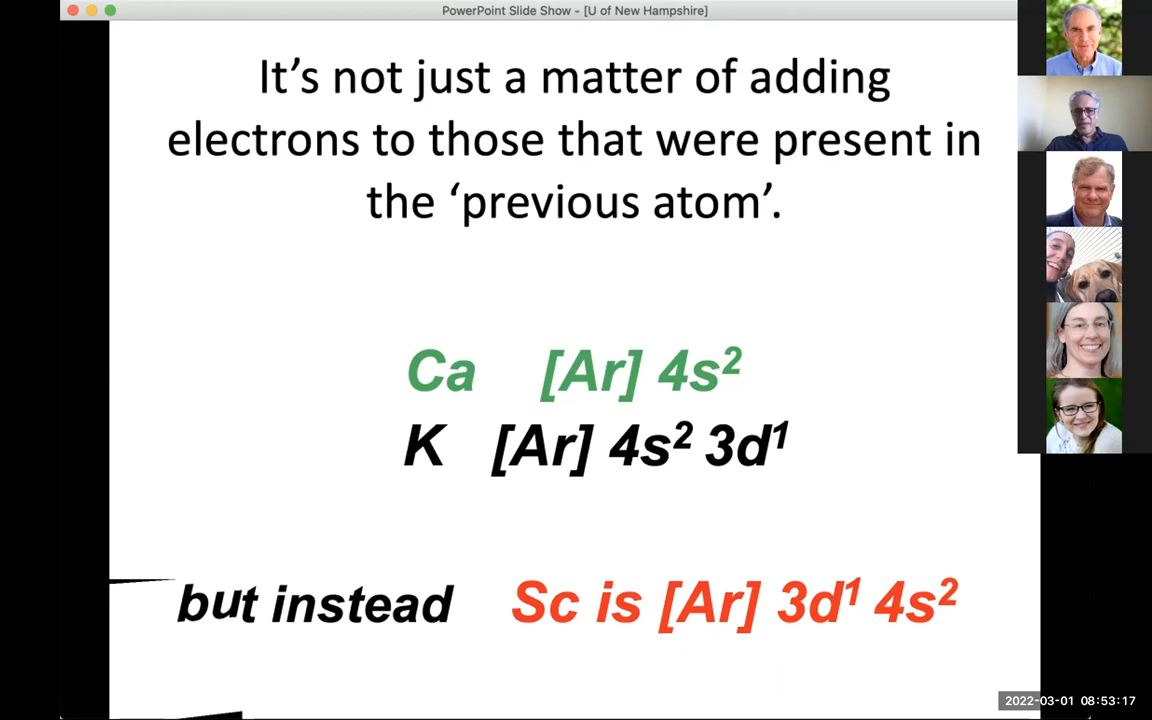 PowerPoint Slide Show - [U of New Hampshire]
It’s not just a matter of adding
electrons to those that were present in
the ‘previous atom’.
Ca [Ar] 4s²
K [Ar] 4s² 3d¹
but instead Sc is [Ar] 3d¹ 4s²
2022-03-01 08:53:17